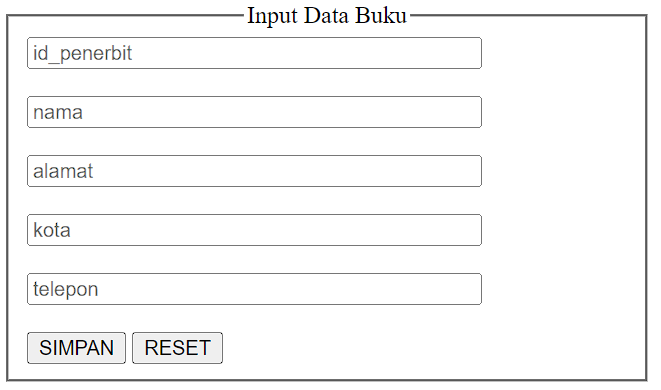 Input Data Buku
id_penerbit
nama
alamat
kota
telepon
SIMPAN RESET